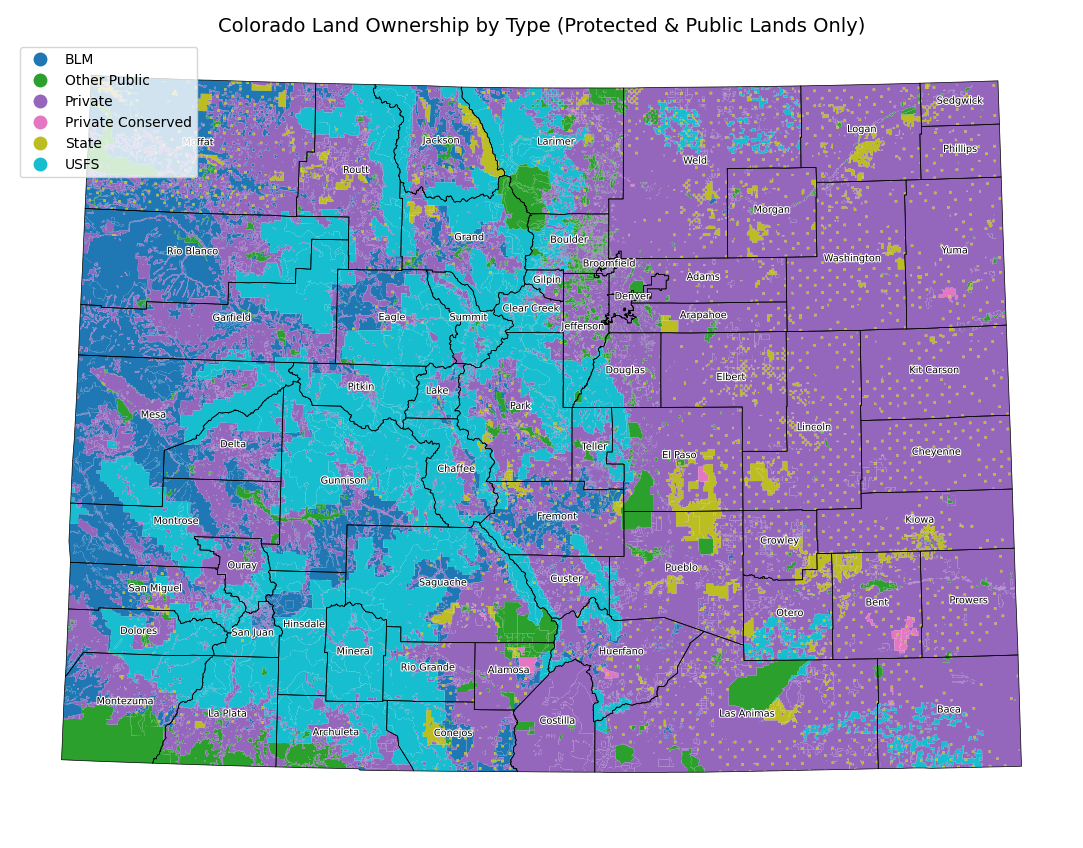 Colorado Land Ownership by Type (Protected & Public Lands Only)
BLM
Other Public
Private
Private Conserved
State
USFS
Moffat
Routt
Jackson
Larimer
Weld
Logan
Sedgwick
Phillips
Morgan
Rio Blanco
Grand
Boulder
Broomfield
Washington
Yuma
Gilpin
Adams
Denver
Garfield
Eagle
Summit
Clear Creek
Jefferson
Arapahoe
Pitkin
Lake
Park
Douglas
Elbert
Kit Carson
Mesa
Delta
Teller
Lincoln
Gunnison
Chaffee
El Paso
Cheyenne
Montrose
Fremont
Crowley
Kiowa
Ouray
San Miguel
Saguache
Custer
Pueblo
Otero
Bent
Prowers
Dolores
San Juan
Hinsdale
Mineral
Rio Grande
Alamosa
Huerfano
Montezuma
La Plata
Archuleta
Conejos
Costilla
Las Animas
Baca